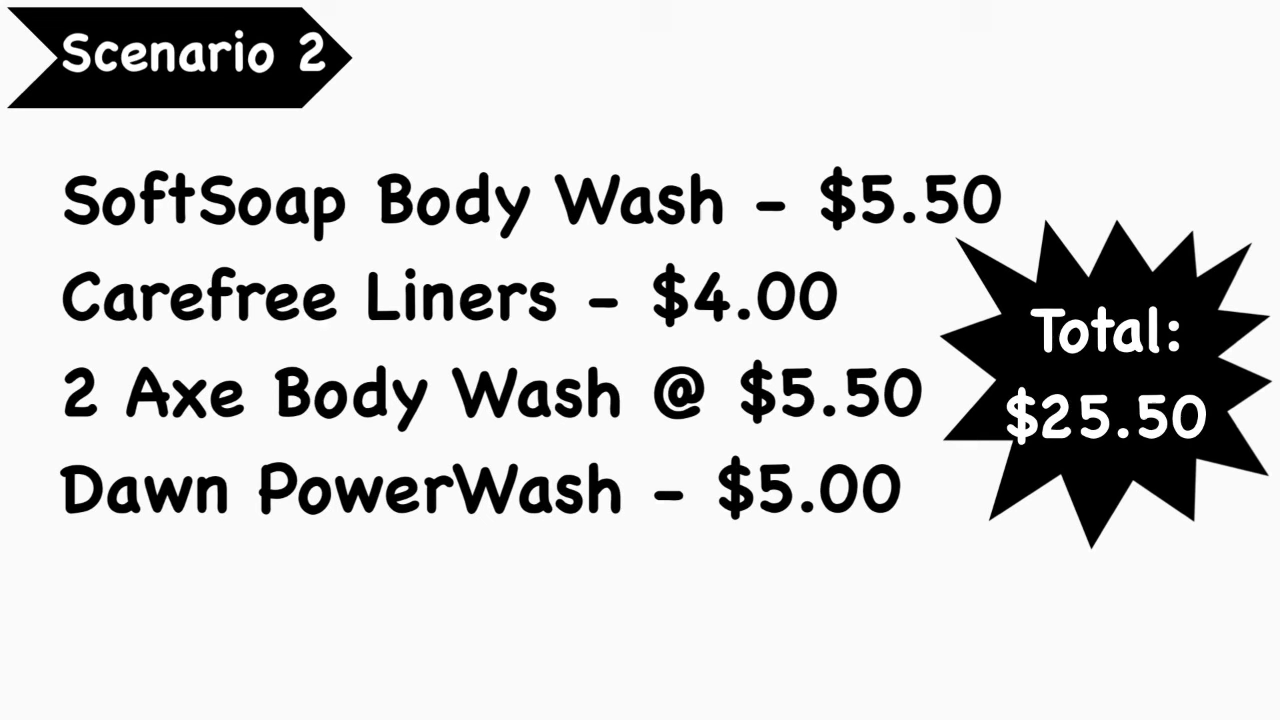 Scenario 2
SoftSoap Body Wash - $5.50
Carefree Liners - $4.00
2 Axe Body Wash @ $5.50
Dawn PowerWash - $5.00
Total:
$25.50